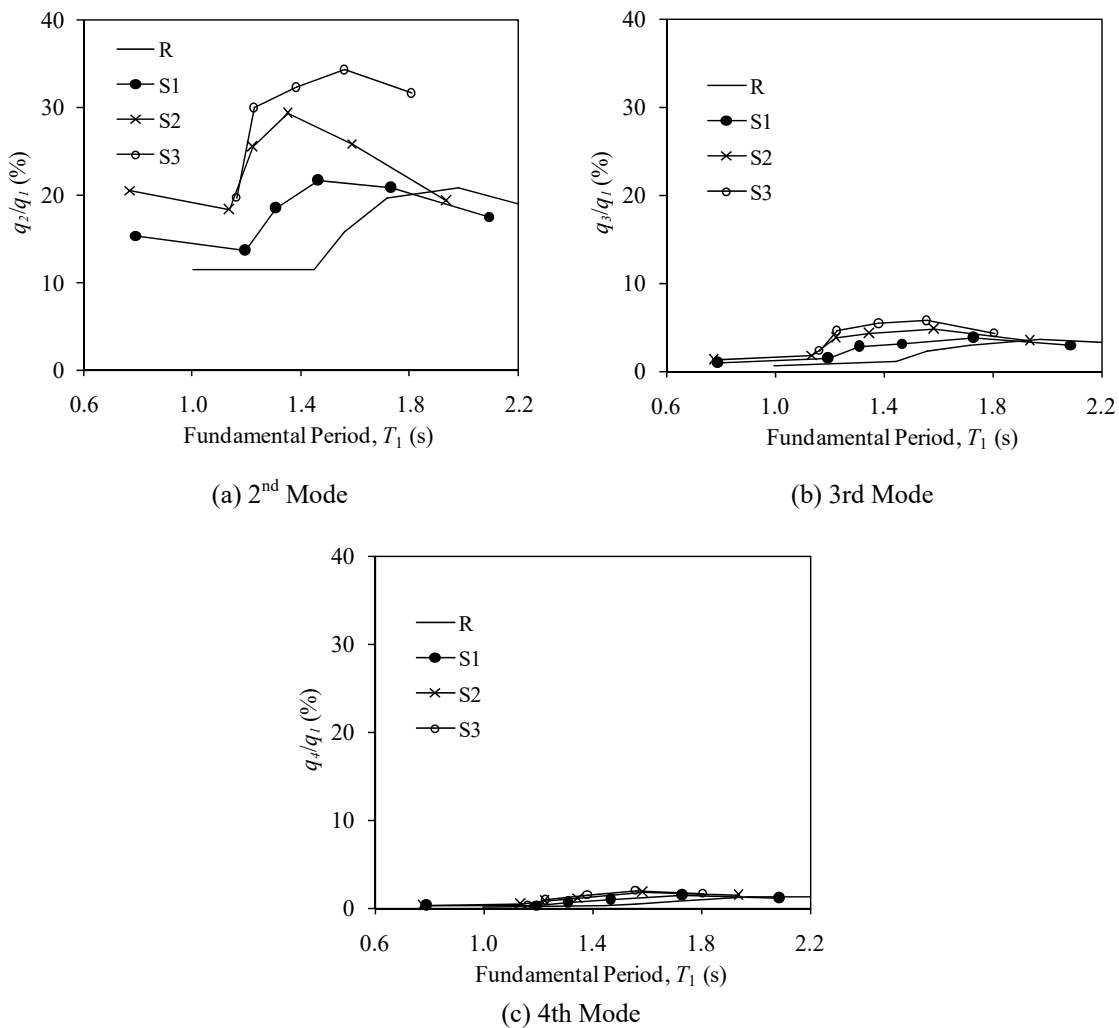 40
30
20
10
0
q2/q1 (%)
R
S1
S2
S3
0.6 1.0 1.4 1.8 2.2
Fundamental Period, T1 (s)
(a) 2nd Mode
40
30
20
10
0
q3/q1 (%)
R
S1
S2
S3
0.6 1.0 1.4 1.8 2.2
Fundamental Period, T1 (s)
(b) 3rd Mode
40
30
20
10
0
q4/q1 (%)
R
S1
S2
S3
0.6 1.0 1.4 1.8 2.2
Fundamental Period, T1 (s)
(c) 4th Mode